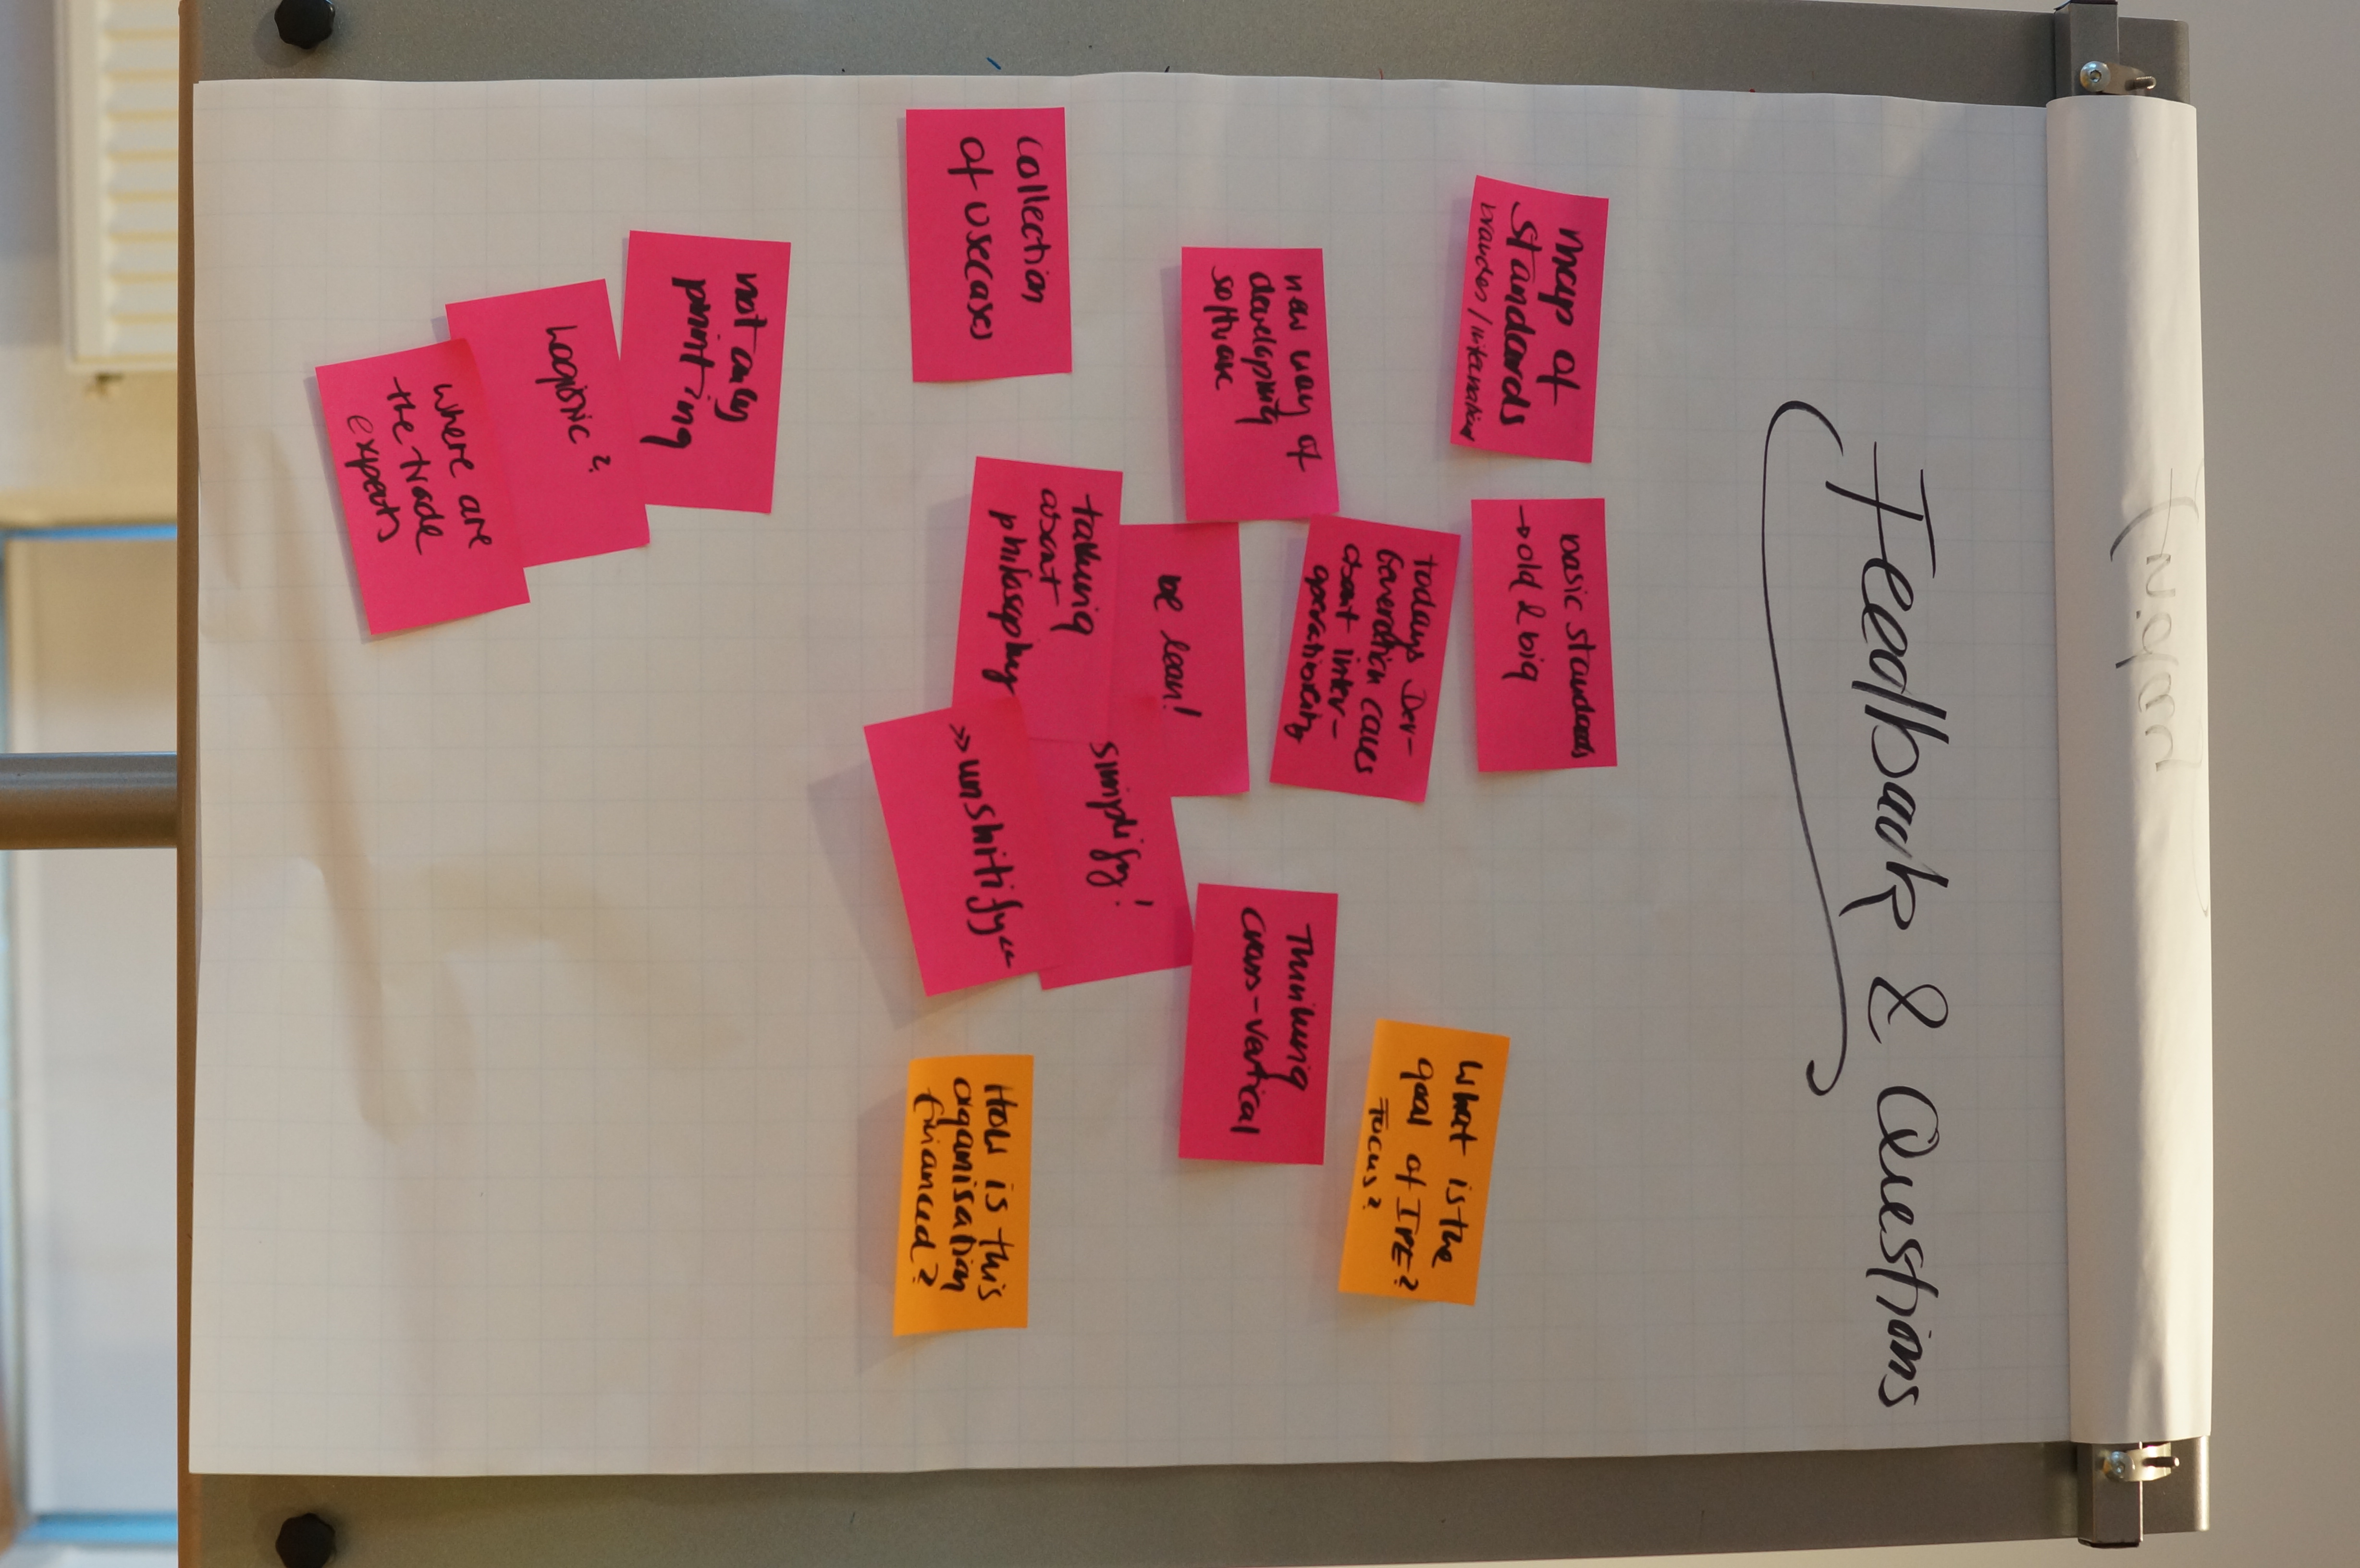 Friday
Feedback & Questions
map of
standards
branches / international
basic standards
→ old & big
todays Dev-
Generation cares
about inter-
operatibility
What is the
goal of IPE?
Focus?
new way of
developing
software
Thinking
cross-vertical
be lean!
simplify!
talking
about
philosophy
»unshitify«
collection
of usecases
How is this
organisation
financed?
not only
printing
Logistic?
where are
the trade
experts